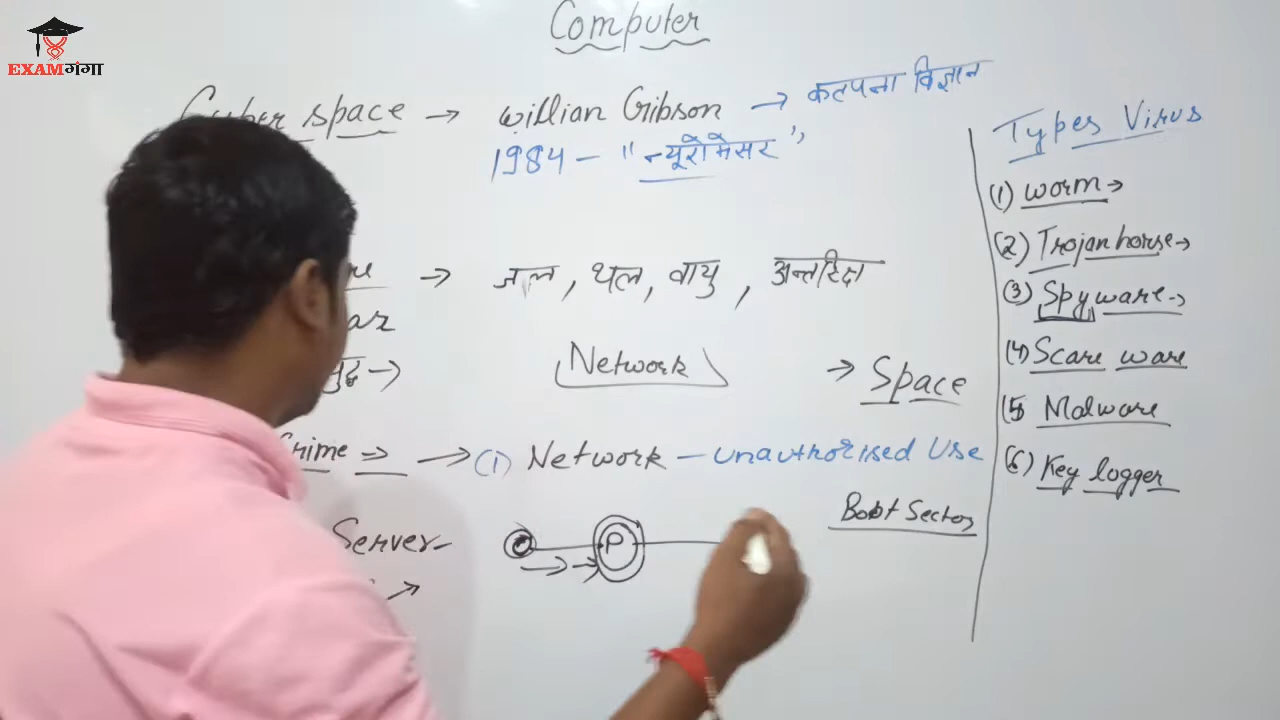 Computer
EXAMगंगा
Cyber space → Willian Gibson → कल्पना विज्ञान
1984 - "न्यूरोमेसर"
→ जल, थल, वायु, अन्तरिक्ष
Network → Space
Crime ⇒ → (1) Network - Unauthorised Use
Boot Sector
Server-
P
Types Virus
(1) worm →
(2) Trojan horse →
(3) Spyware →
(4) Scare ware
(5) Malware
(6) Key logger